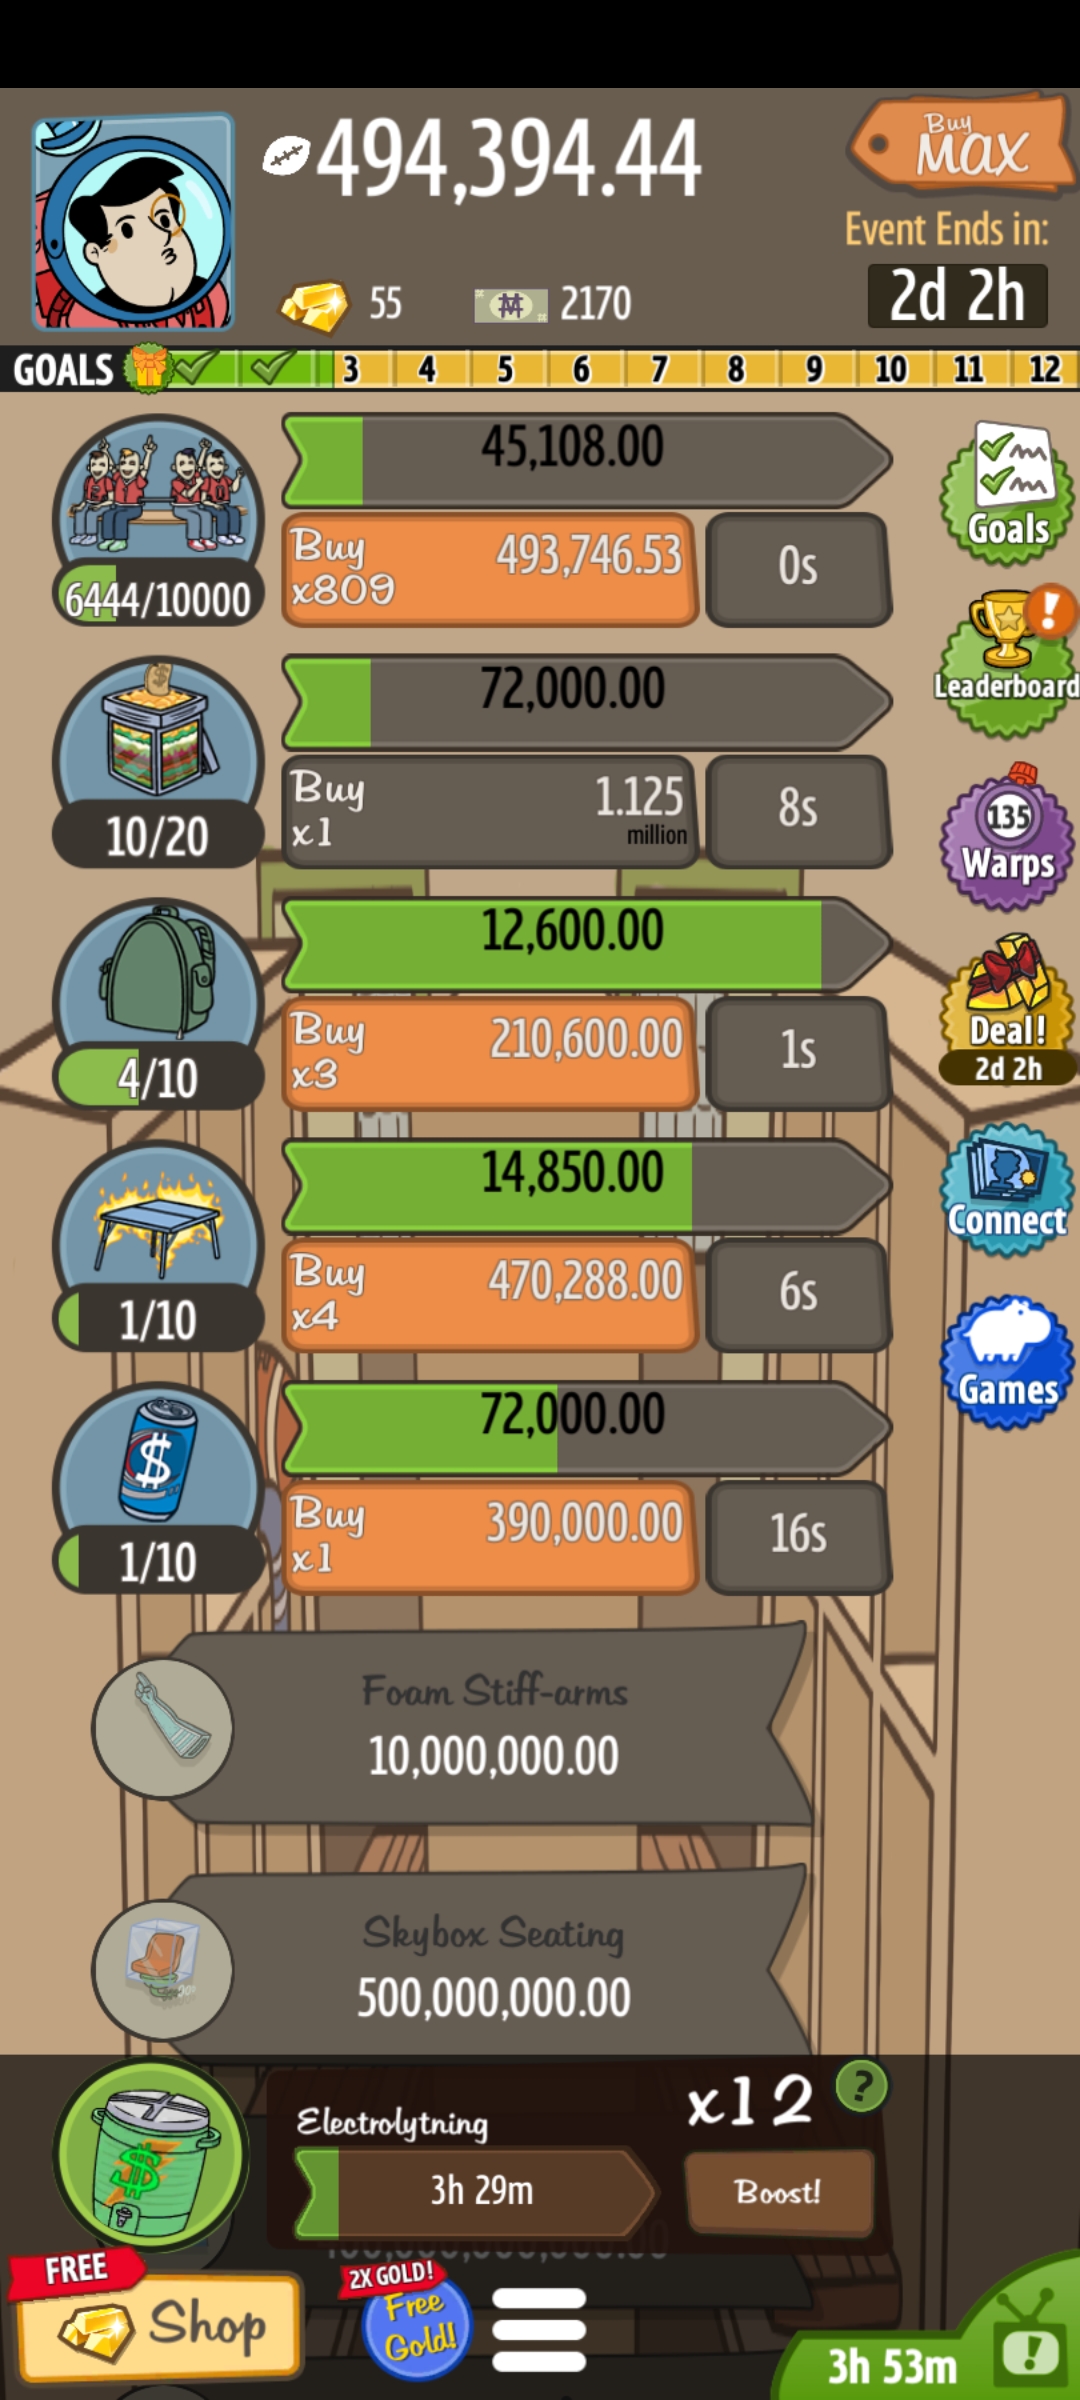 494,394.44
Buy
MAX
Event Ends in:
2d 2h
55
2170
GOALS 3 4 5 6 7 8 9 10 11 12
45,108.00
Buy
x809
493,746.53
0s
6444/10000
Goals
72,000.00
Leaderboard
Buy
x1
1.125
million
8s
10/20
135
Warps
12,600.00
Buy
x3
210,600.00
1s
4/10
Deal!
2d 2h
14,850.00
Buy
x4
470,288.00
6s
1/10
Connect
72,000.00
Games
Buy
x1
390,000.00
16s
1/10
Foam Stiff-arms
10,000,000.00
Skybox Seating
500,000,000.00
x12
?
Electrolytning
3h 29m
Boost!
FREE
Shop
2X GOLD!
Free
Gold!
3h 53m